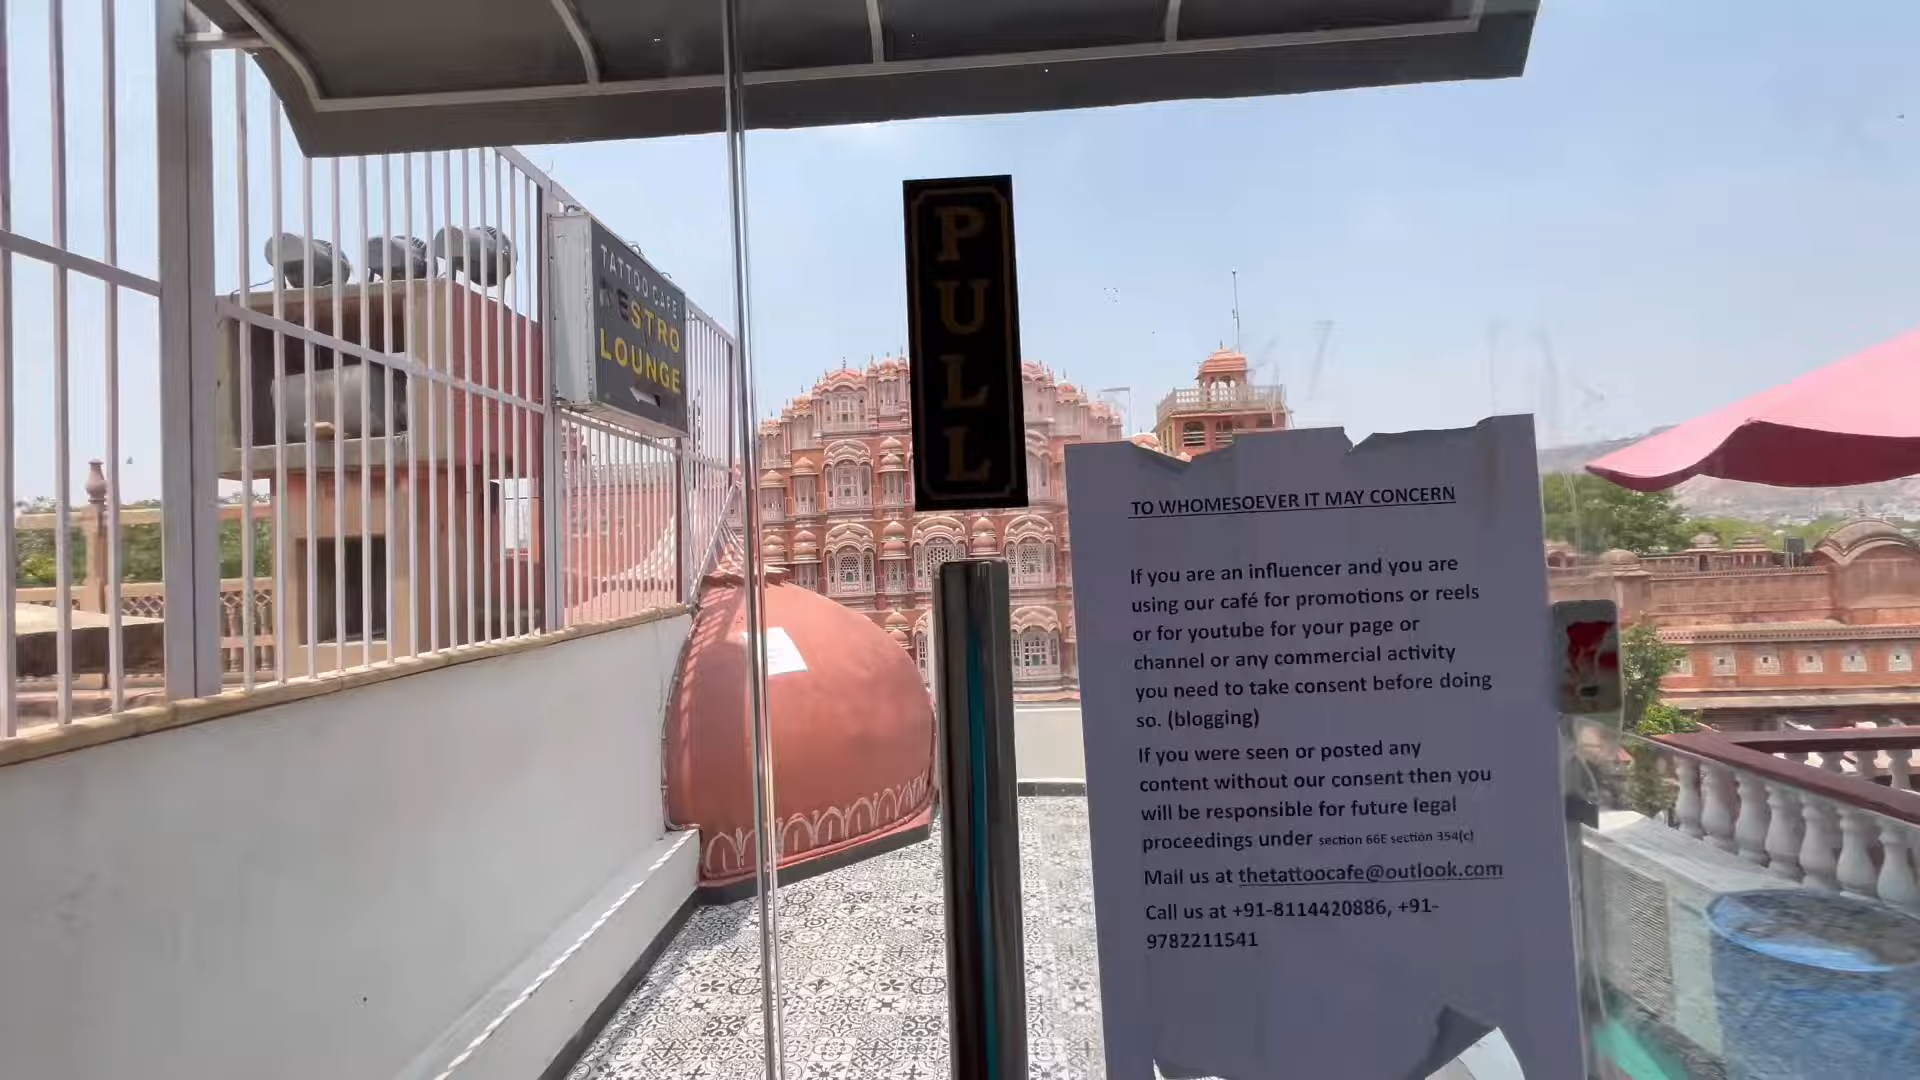 TATTOO CAFE
RESTRO
LOUNGE
PULL
TO WHOMESOEVER IT MAY CONCERN
If you are an influencer and you are
using our café for promotions or reels
or for youtube for your page or
channel or any commercial activity
you need to take consent before doing
so. (blogging)
If you were seen or posted any
content without our consent then you
will be responsible for future legal
proceedings under section 66E section 354(c)
Mail us at thetattoocafe@outlook.com
Call us at +91-8114420886, +91-
9782211541